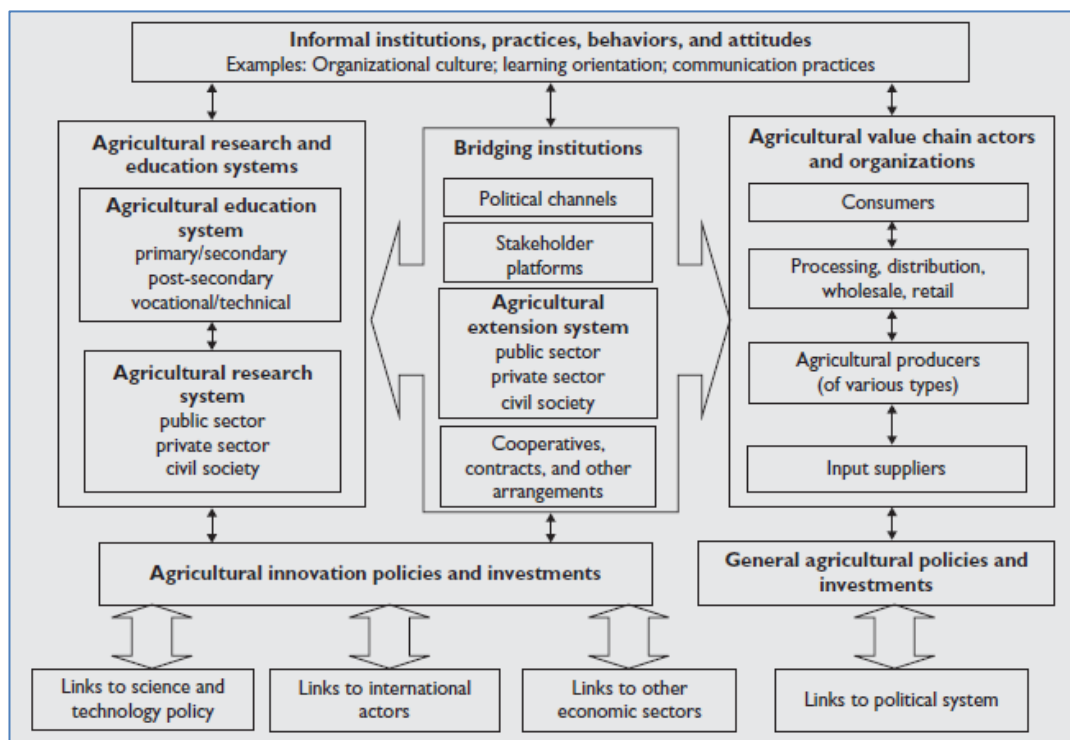 Informal institutions, practices, behaviors, and attitudes
Examples: Organizational culture; learning orientation; communication practices
Agricultural research and
education systems
Agricultural education
system
primary/secondary
post-secondary
vocational/technical
Agricultural research
system
public sector
private sector
civil society
Bridging institutions
Political channels
Stakeholder
platforms
Agricultural
extension system
public sector
private sector
civil society
Cooperatives,
contracts, and other
arrangements
Agricultural value chain actors
and organizations
Consumers
Processing, distribution,
wholesale, retail
Agricultural producers
(of various types)
Input suppliers
Agricultural innovation policies and investments
General agricultural policies and
investments
Links to science and
technology policy
Links to international
actors
Links to other
economic sectors
Links to political system